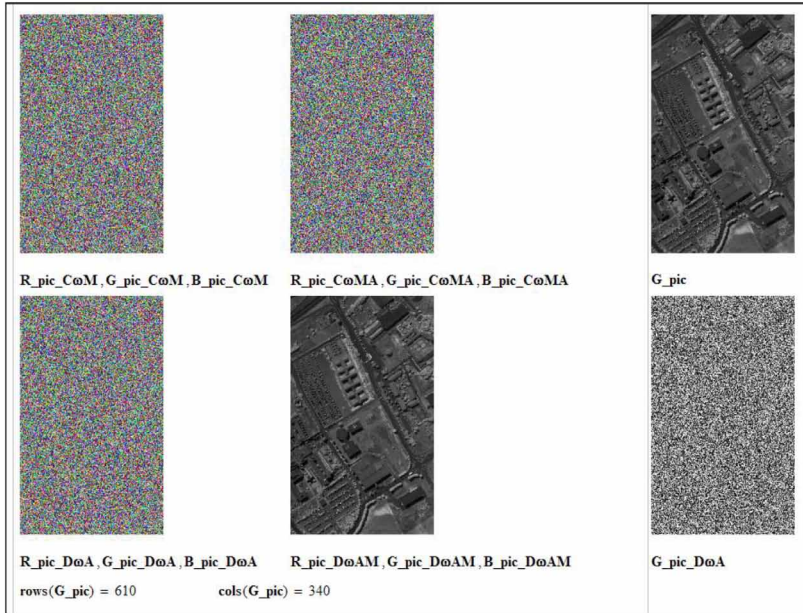 R_pic_CωM , G_pic_CωM , B_pic_CωM R_pic_CωMA , G_pic_CωMA , B_pic_CωMA G_pic
R_pic_DωA , G_pic_DωA , B_pic_DωA R_pic_DωAM , G_pic_DωAM , B_pic_DωAM G_pic_DωA
rows(G_pic) = 610 cols(G_pic) = 340